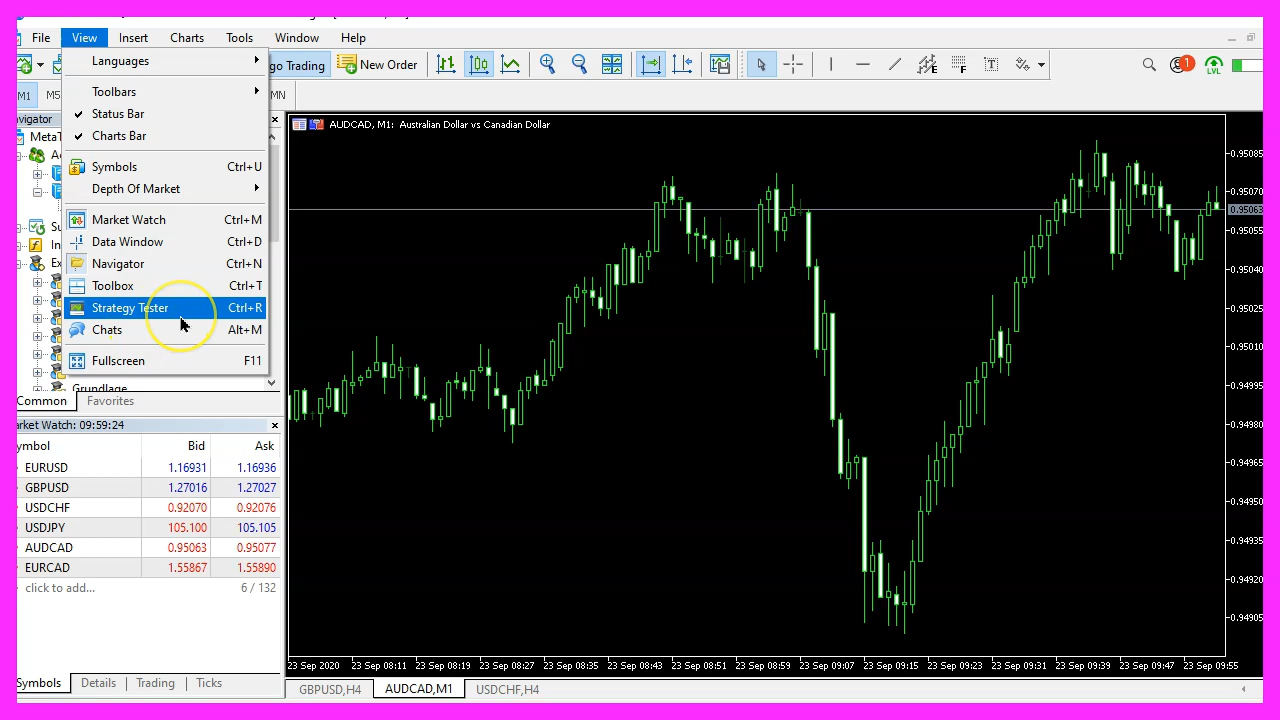 File View Insert Charts Tools Window Help
Languages
Toolbars
✓ Status Bar
✓ Charts Bar
Symbols Ctrl+U
Depth Of Market
Market Watch Ctrl+M
Data Window Ctrl+D
Navigator Ctrl+N
Toolbox Ctrl+T
Strategy Tester Ctrl+R
Chats Alt+M
Fullscreen F11
go Trading New Order
1
LVL
M1 M5 MN
avigator
MetaT
Grundlage
Common Favorites
arket Watch: 09:59:24
ymbol Bid Ask
EURUSD 1.16931 1.16936
GBPUSD 1.27016 1.27027
USDCHF 0.92070 0.92076
USDJPY 105.100 105.105
AUDCAD 0.95063 0.95077
EURCAD 1.55867 1.55890
click to add... 6 / 132
Symbols Details Trading Ticks
AUDCAD, M1: Australian Dollar vs Canadian Dollar
0.95085
0.95070
0.95063
0.95055
0.95040
0.95025
0.95010
0.94995
0.94980
0.94965
0.94950
0.94935
0.94920
0.94905
23 Sep 2020 23 Sep 08:11 23 Sep 08:19 23 Sep 08:27 23 Sep 08:35 23 Sep 08:43 23 Sep 08:51 23 Sep 08:59 23 Sep 09:07 23 Sep 09:15 23 Sep 09:23 23 Sep 09:31 23 Sep 09:39 23 Sep 09:47 23 Sep 09:55
GBPUSD,H4 AUDCAD,M1 USDCHF,H4